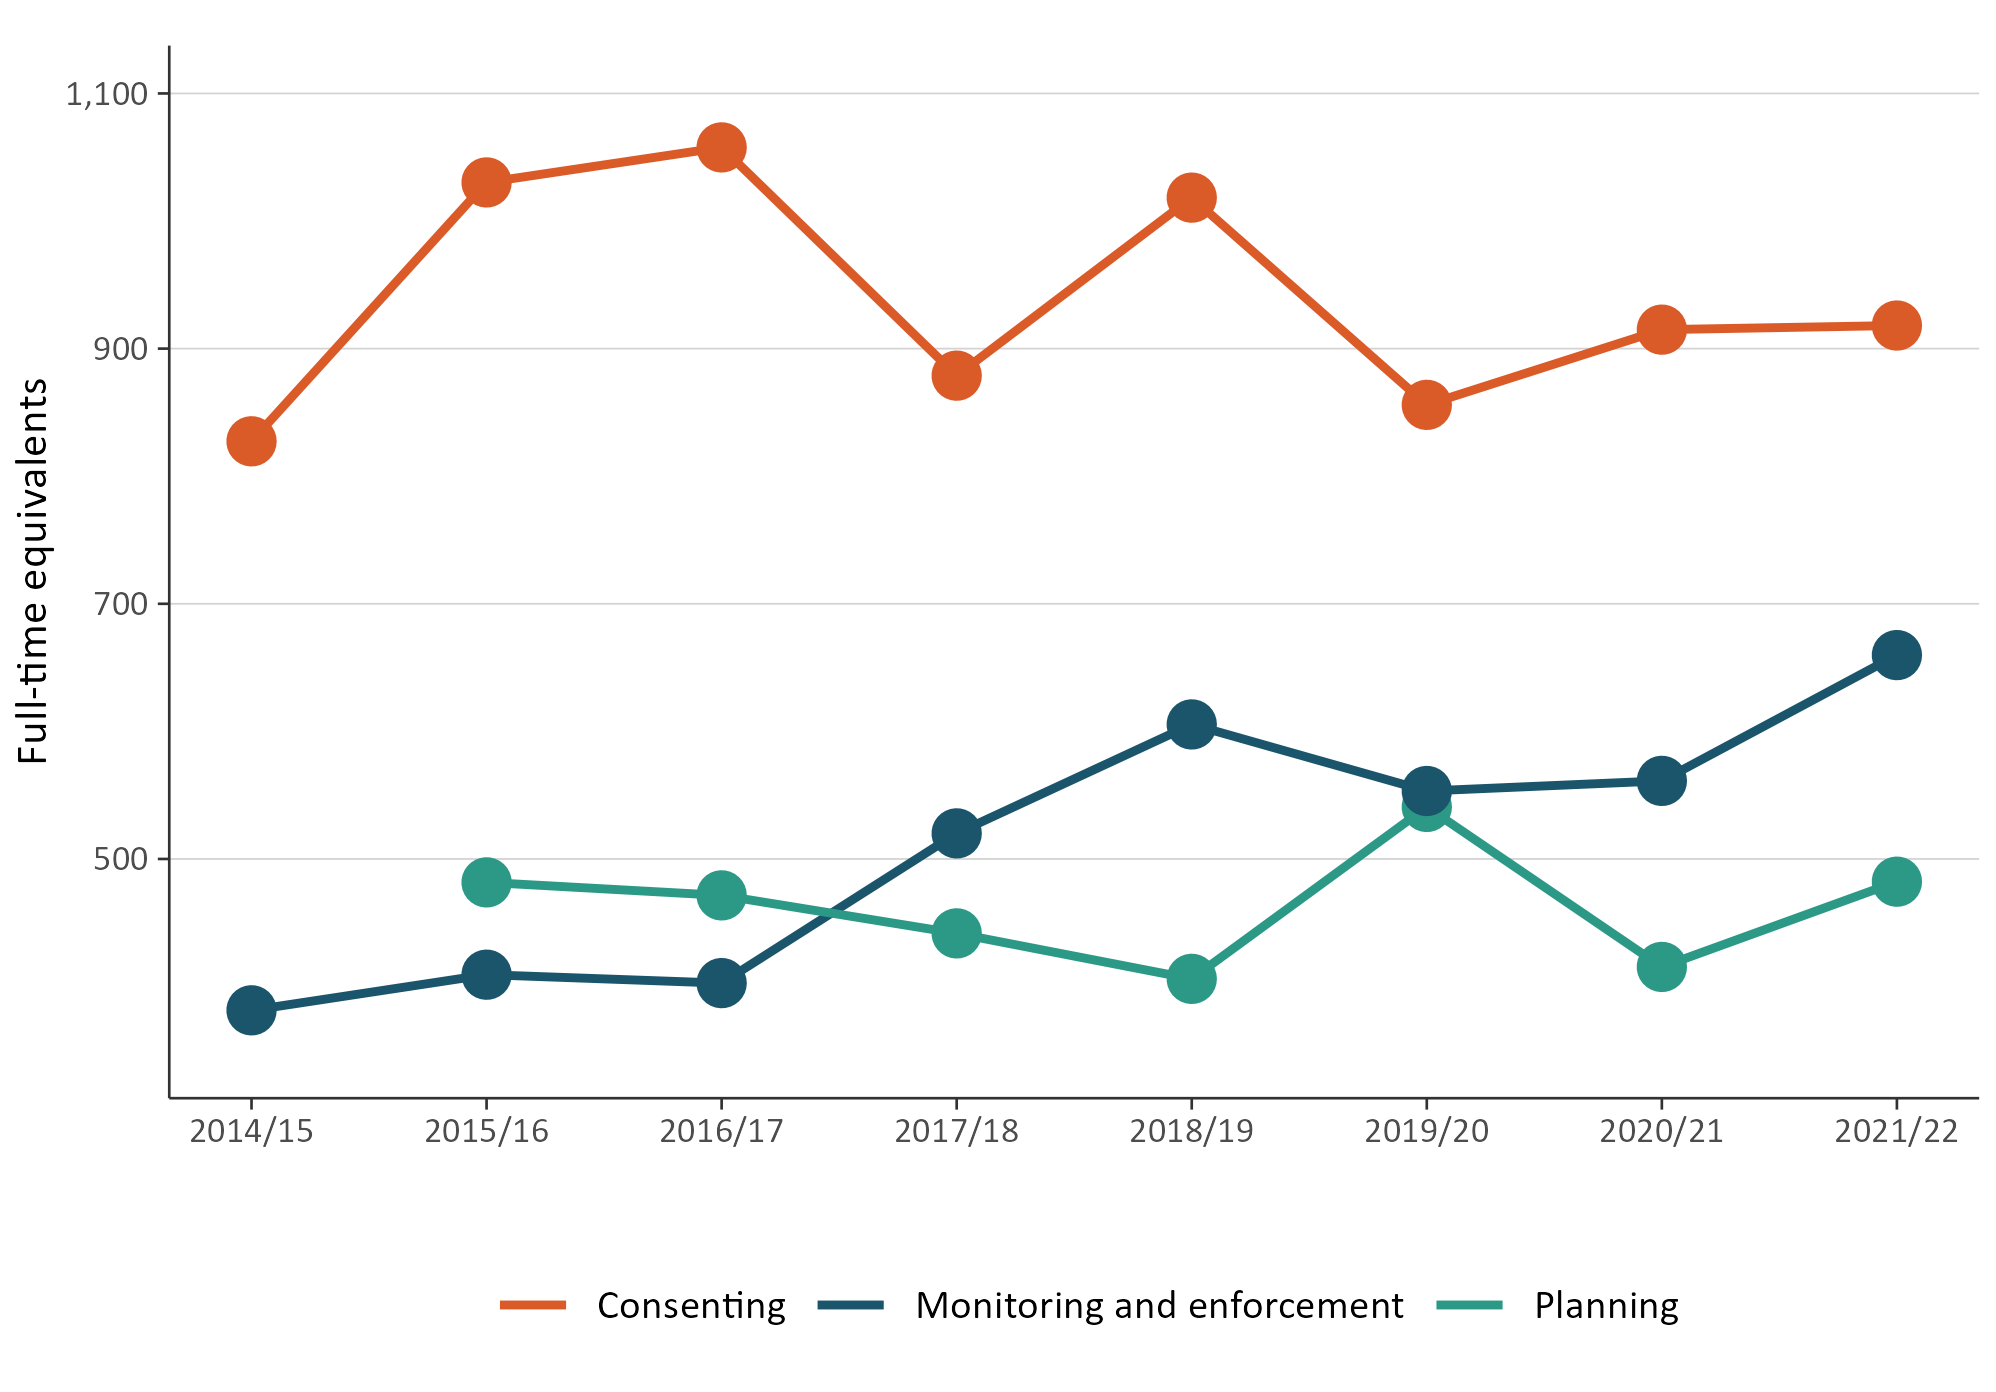 Full-time equivalents
1,100
900
700
500
2014/15 2015/16 2016/17 2017/18 2018/19 2019/20 2020/21 2021/22
Consenting Monitoring and enforcement Planning